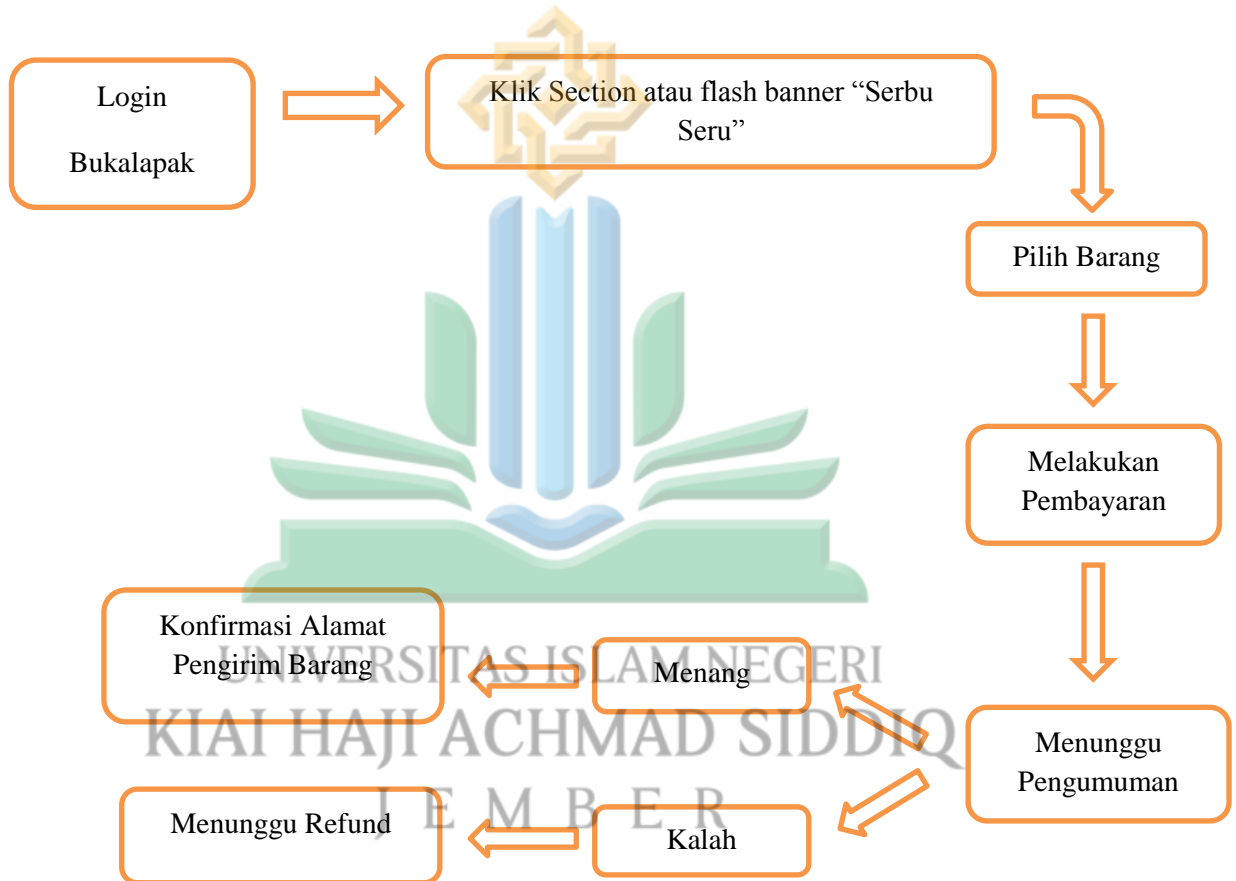 Login
Bukalapak
Klik Section atau flash banner “Serbu
Seru”
Pilih Barang
Melakukan
Pembayaran
Menunggu
Pengumuman
Menang
Konfirmasi Alamat
Pengirim Barang
Kalah
Menunggu Refund
UNIVERSITAS ISLAM NEGERI
KIAI HAJI ACHMAD SIDDIQ
JEMBER